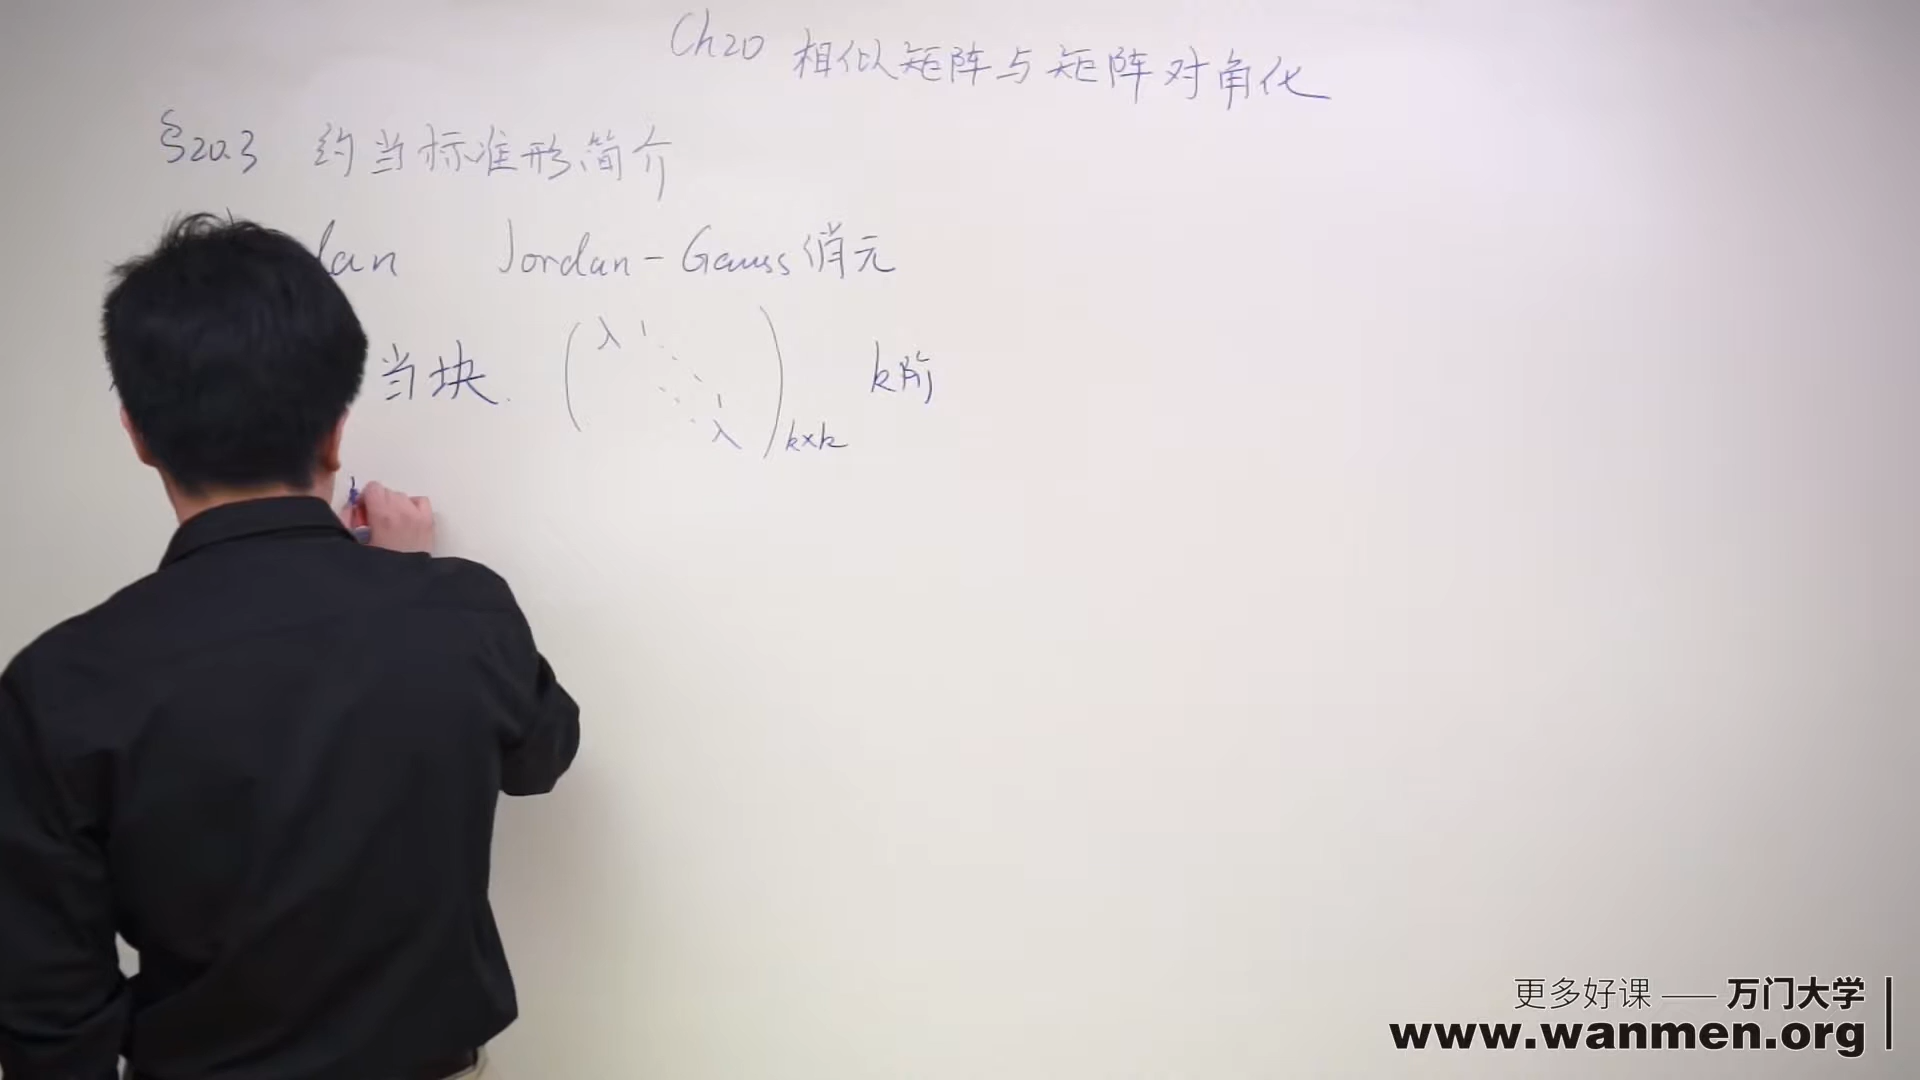 Ch20 相似矩阵与矩阵对角化
§20.3 约当标准形简介
dan Jordan-Gauss消元
当块. ( λ 1 ⋱ ⋱ 1 λ )k×k k阶
更多好课 —— 万门大学
www.wanmen.org